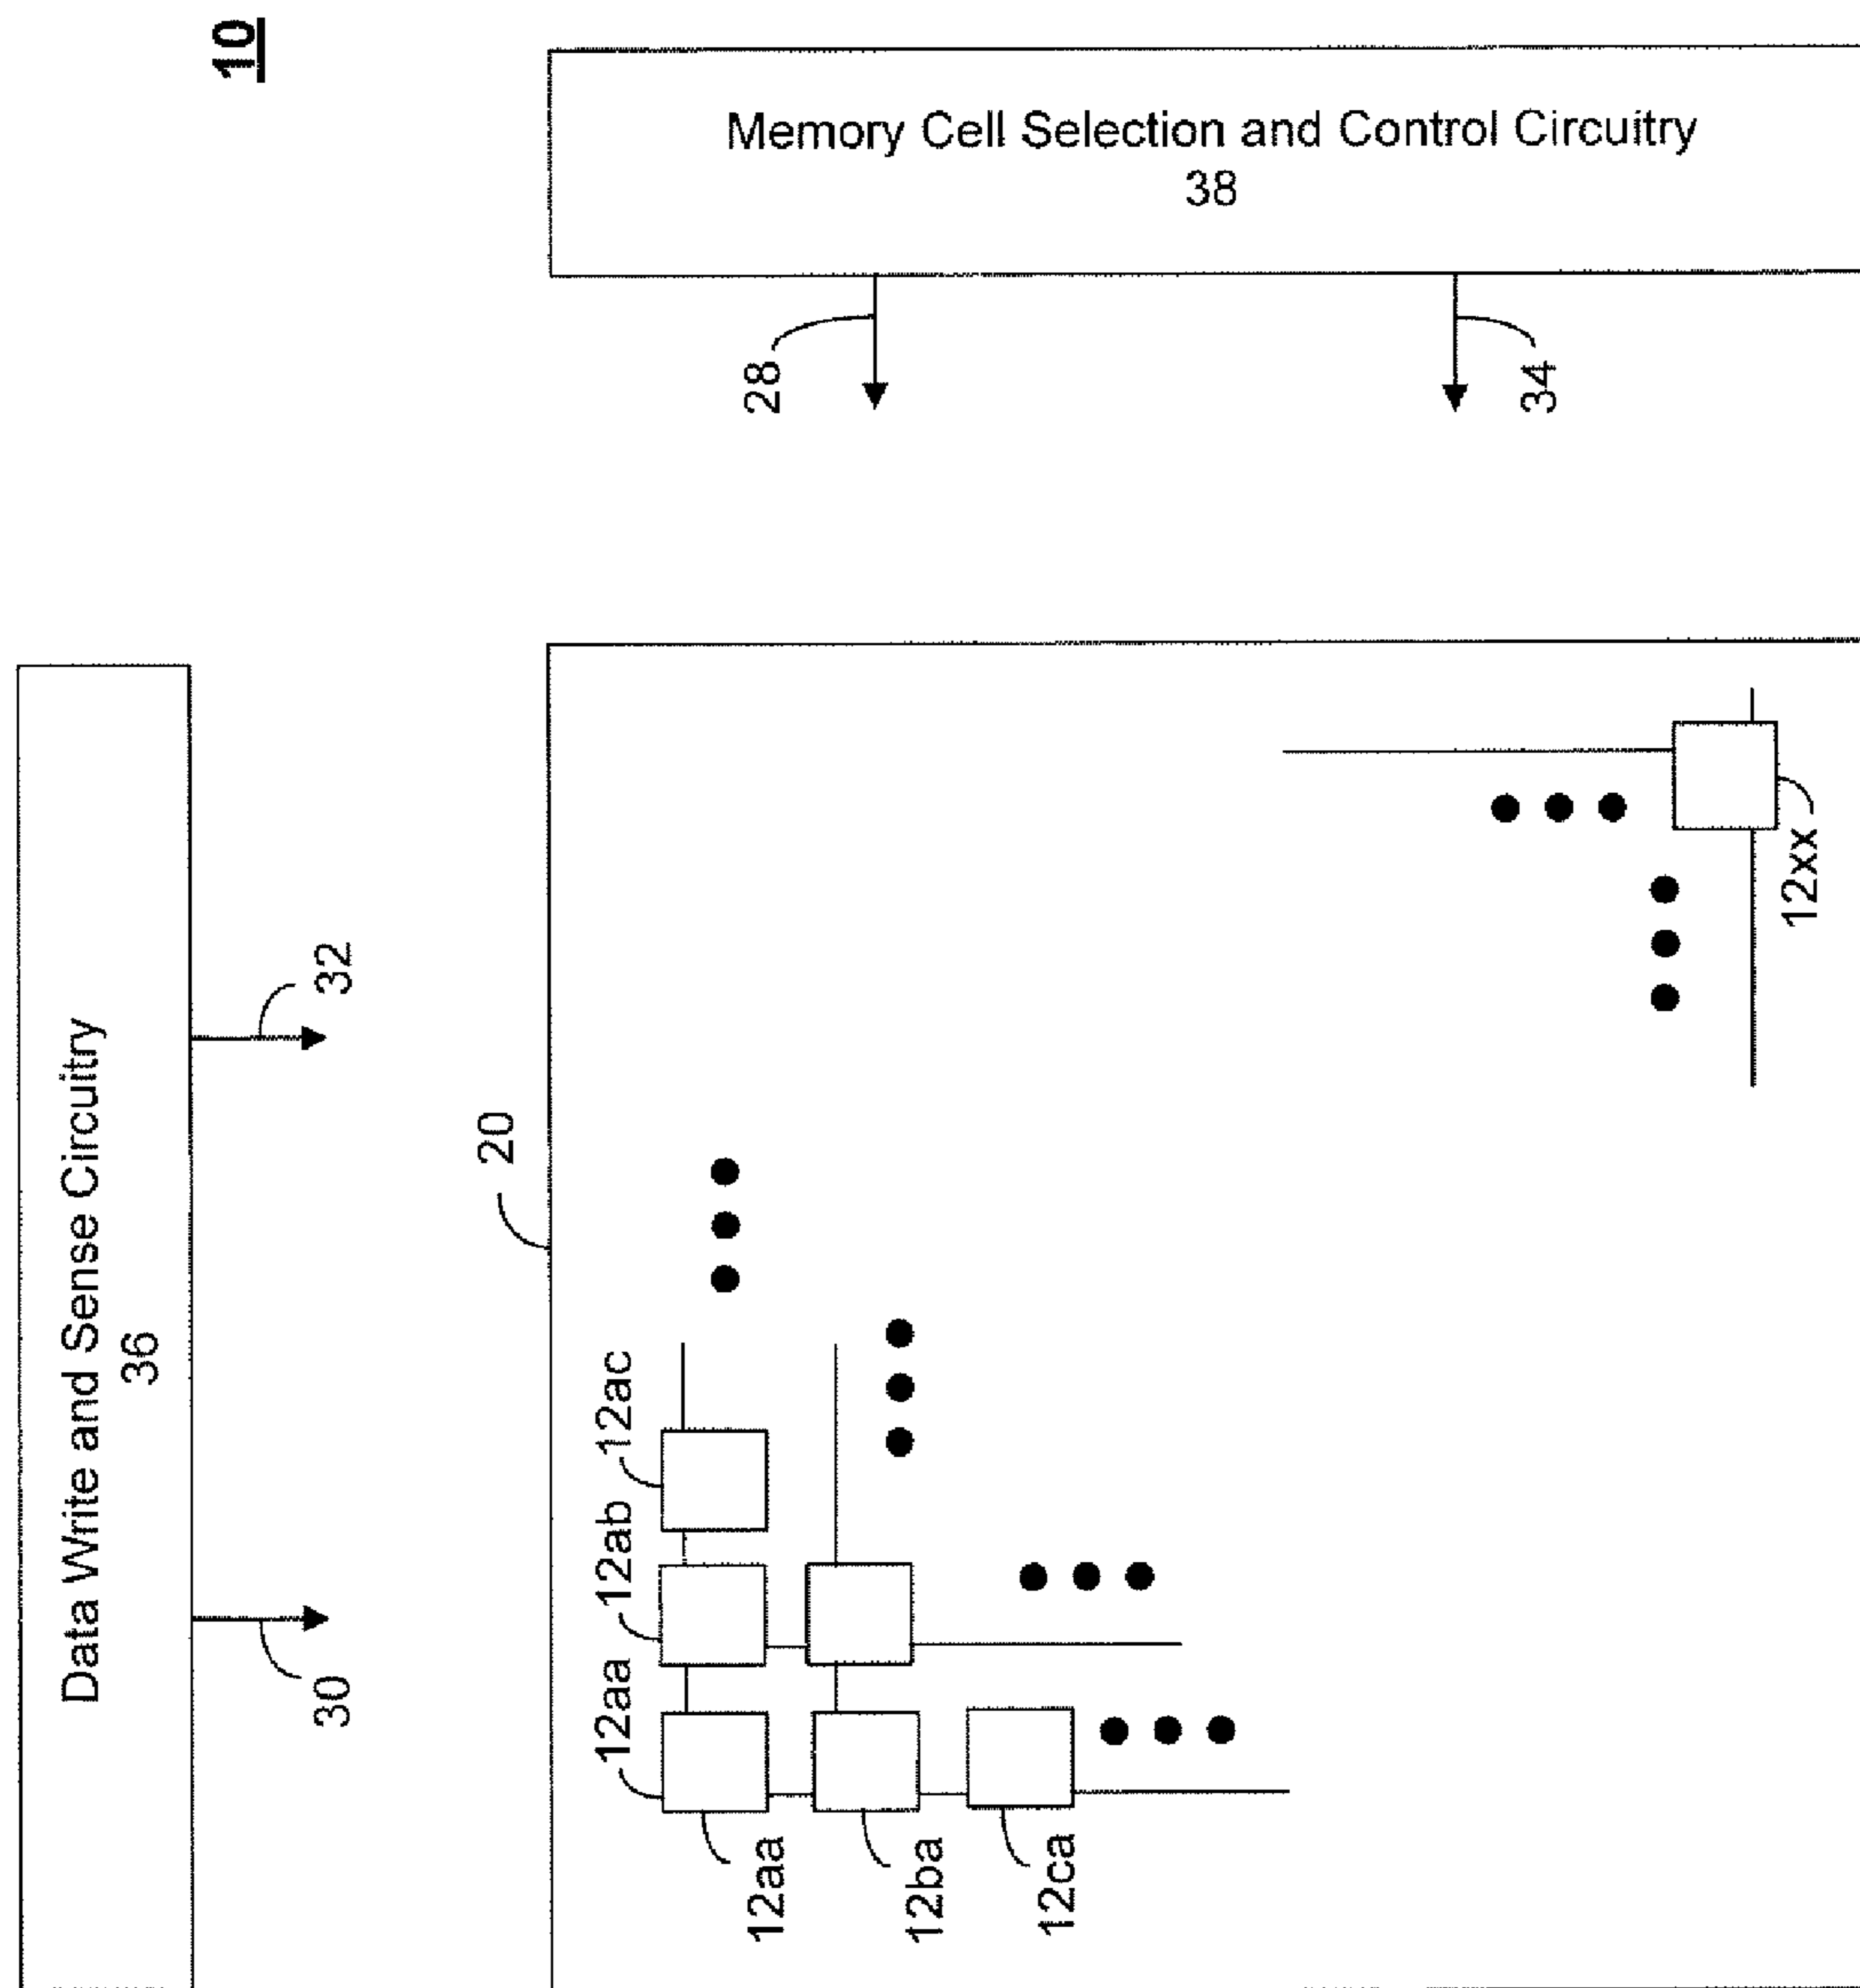 10
Data Write and Sense Circuitry
36
30
32
Memory Cell Selection and Control Circuitry
38
28
34
20
12aa
12ab
12ac
12aa
12ba
12ca
12xx